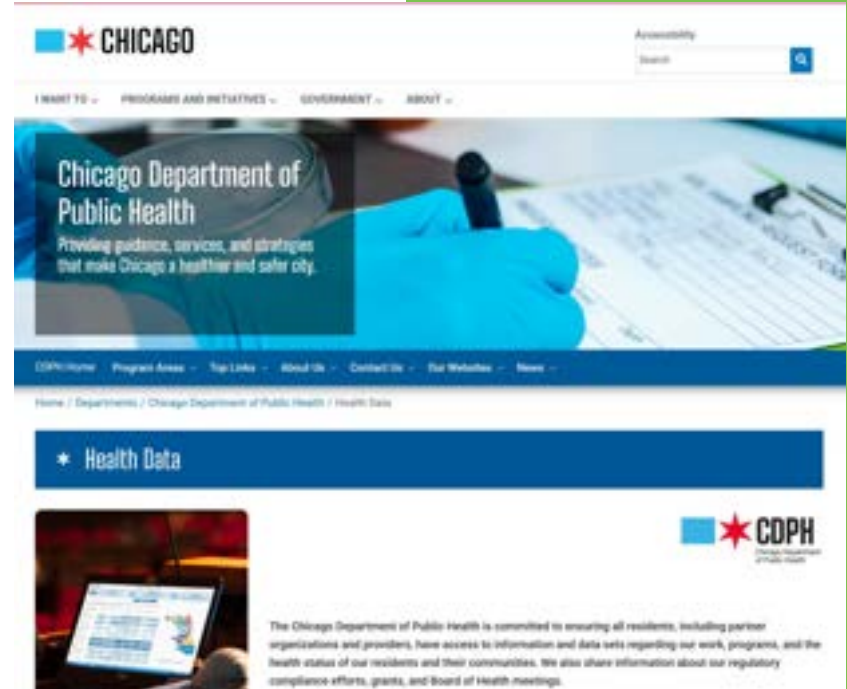 CHICAGO
Accessibility
Search
I WANT TO
PROGRAMS AND INITIATIVES
GOVERNMENT
ABOUT
Chicago Department of
Public Health
Providing guidance, services, and strategies
that make Chicago a healthier and safer city.
CDPH Home Program Areas Top Links About Us Contact Us Our Websites News
Home / Departments / Chicago Department of Public Health / Health Data
Health Data
CDPH
Chicago Department
of Public Health
The Chicago Department of Public Health is committed to ensuring all residents, including partner
organizations and providers, have access to information and data sets regarding our work, programs, and the
health status of our residents and their communities. We also share information about our regulatory
compliance efforts, grants, and Board of Health meetings.